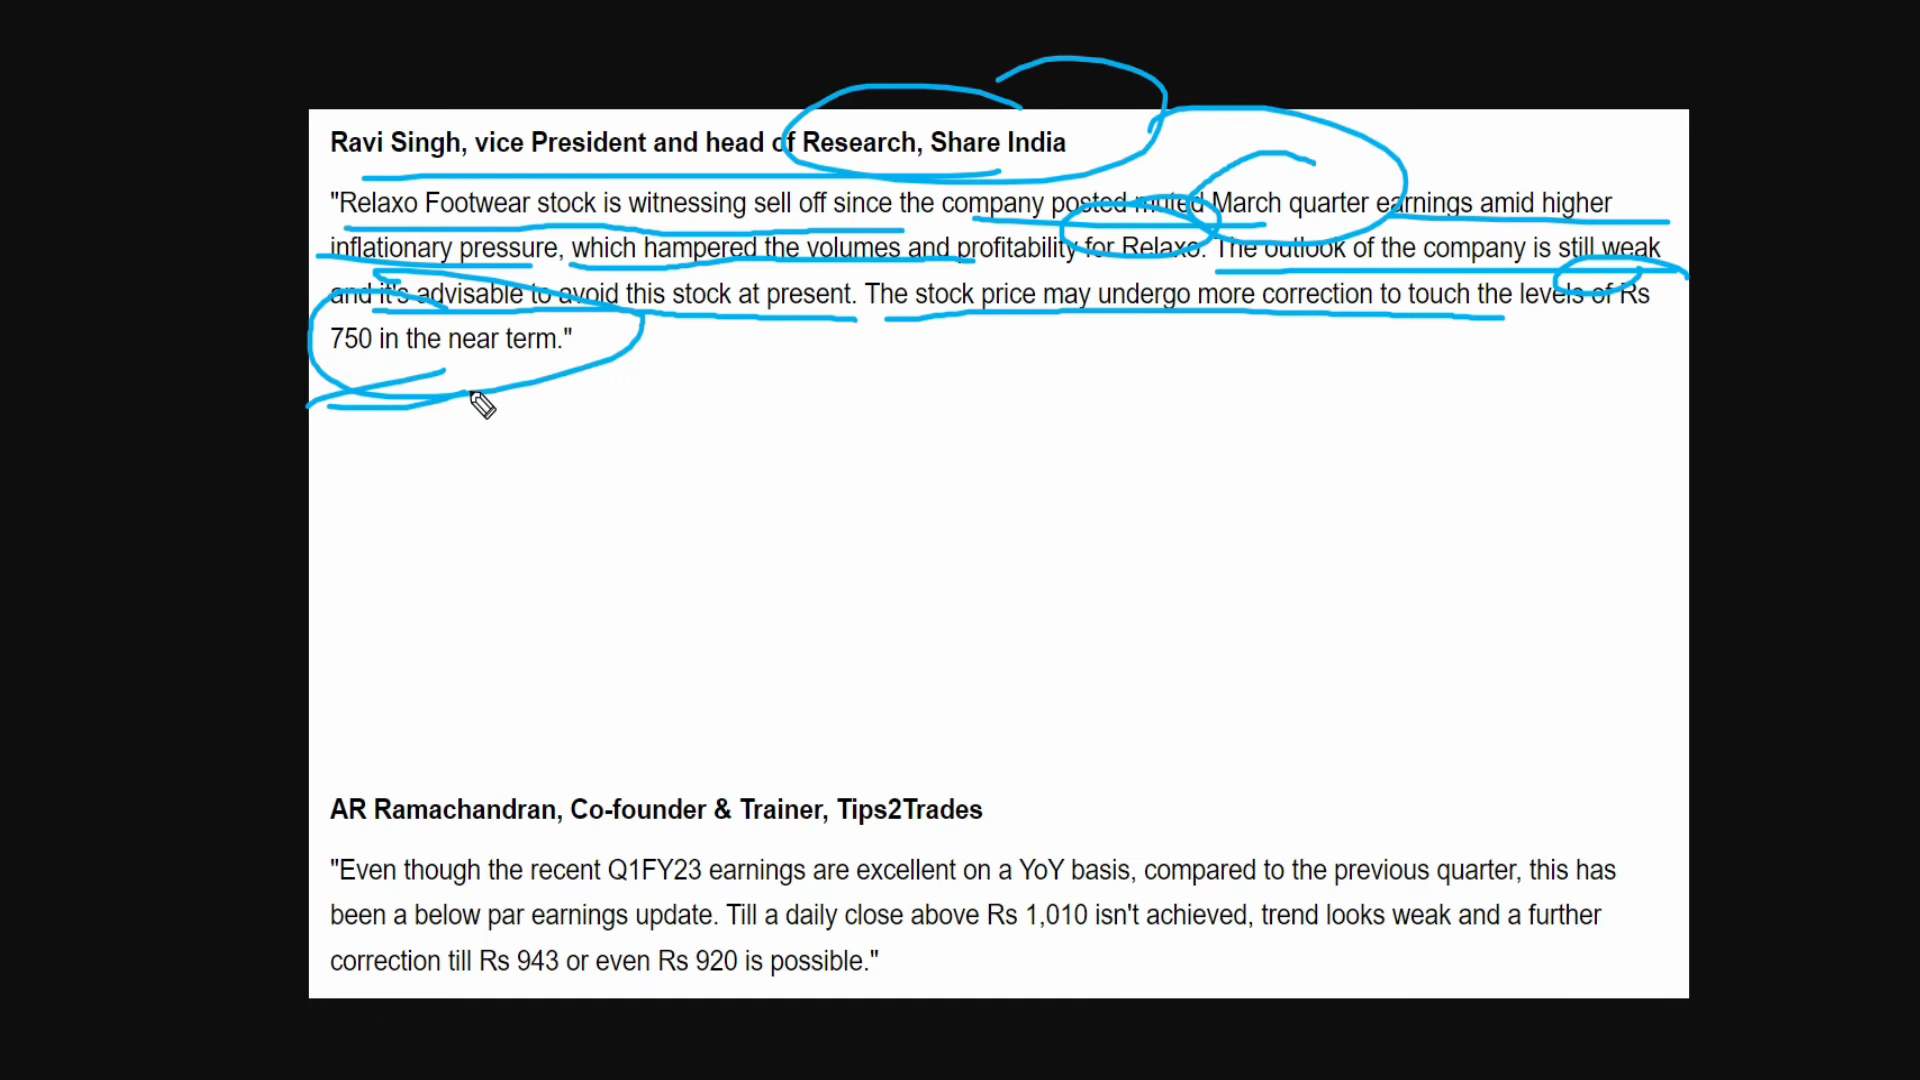 Ravi Singh, vice President and head of Research, Share India
"Relaxo Footwear stock is witnessing sell off since the company posted muted March quarter earnings amid higher
inflationary pressure, which hampered the volumes and profitability for Relaxo. The outlook of the company is still weak
and it's advisable to avoid this stock at present. The stock price may undergo more correction to touch the levels of Rs
750 in the near term."
AR Ramachandran, Co-founder & Trainer, Tips2Trades
"Even though the recent Q1FY23 earnings are excellent on a YoY basis, compared to the previous quarter, this has
been a below par earnings update. Till a daily close above Rs 1,010 isn't achieved, trend looks weak and a further
correction till Rs 943 or even Rs 920 is possible."